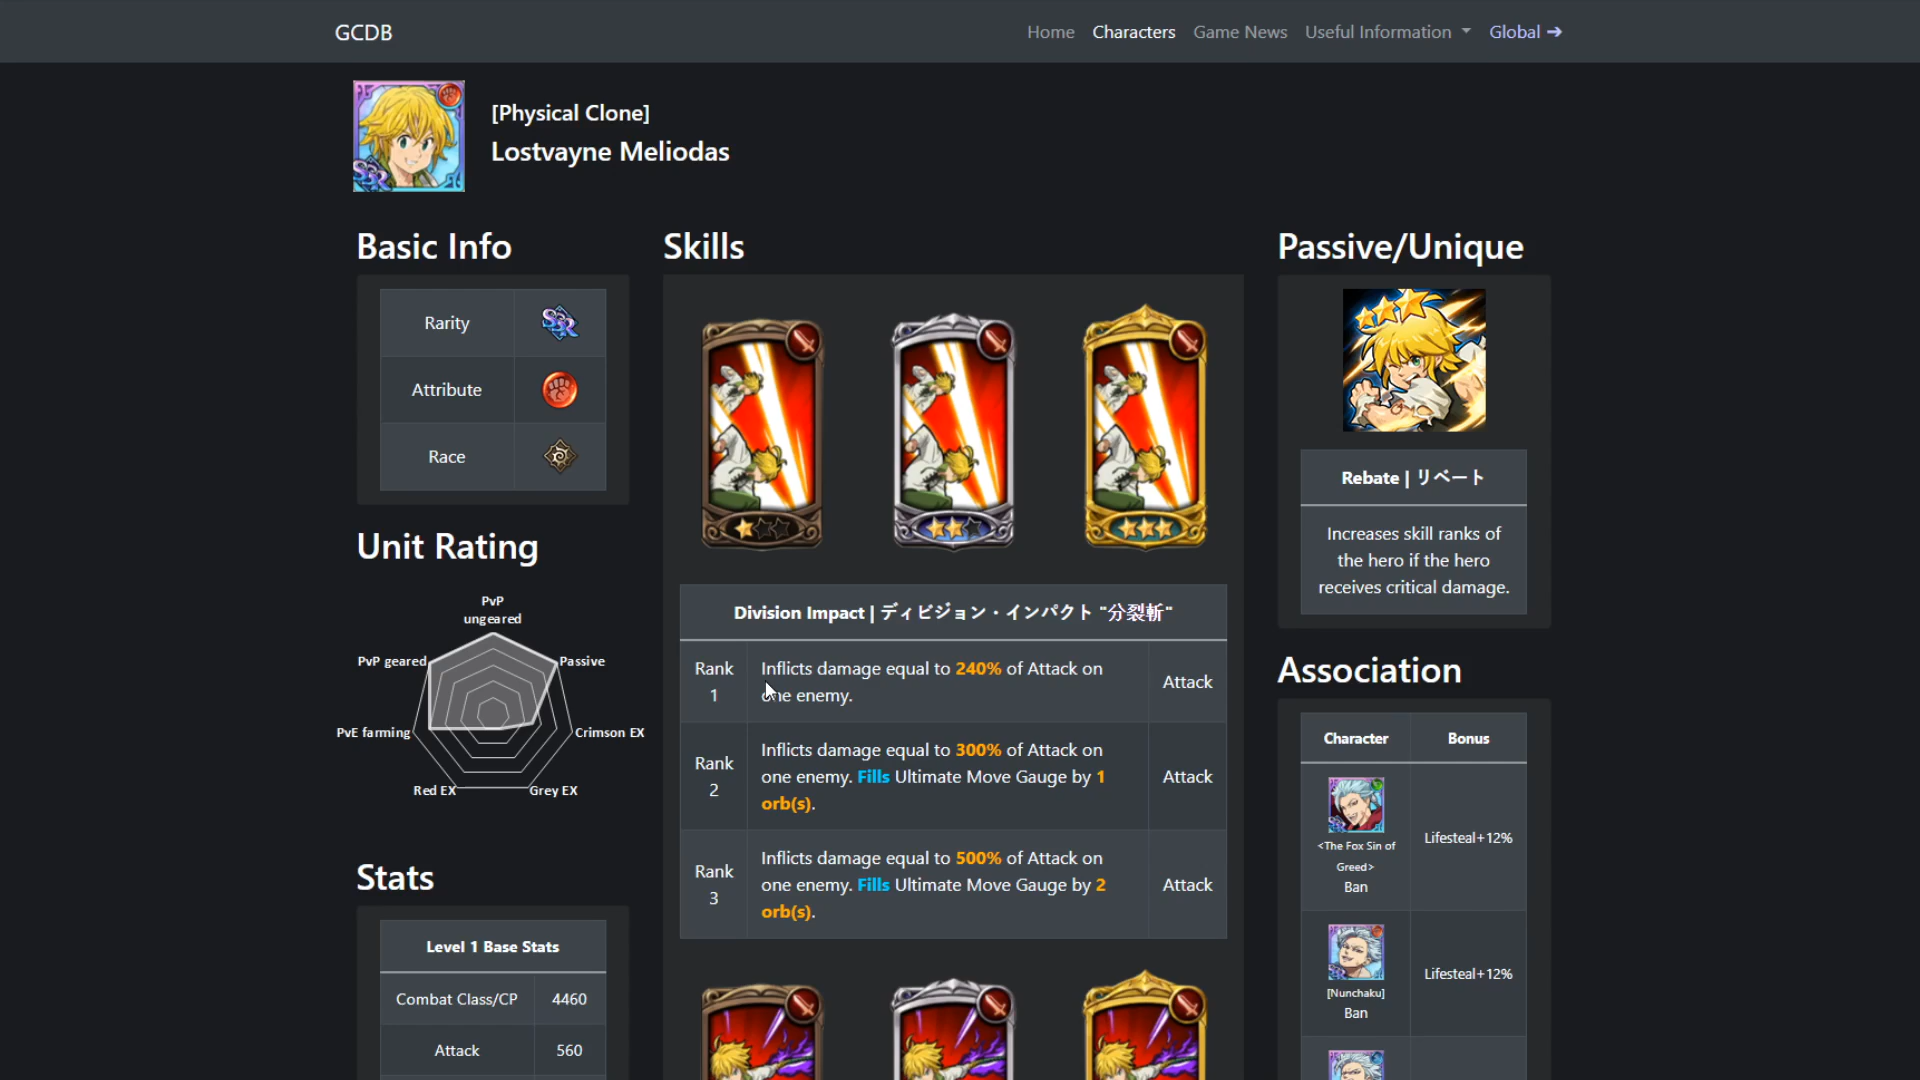 GCDB
Home Characters Game News Useful Information Global
[Physical Clone]
Lostvayne Meliodas
SSR
Basic Info
Rarity
SSR
Attribute
Race
Unit Rating
PvP
ungeared
PvP geared
Passive
PvE farming
Crimson EX
Red EX
Grey EX
Stats
Level 1 Base Stats
Combat Class/CP 4460
Attack 560
Skills
Division Impact | ディビジョン・インパクト "分裂斬"
Rank
1
Inflicts damage equal to 240% of Attack on
one enemy.
Attack
Rank
2
Inflicts damage equal to 300% of Attack on
one enemy. Fills Ultimate Move Gauge by 1
orb(s).
Attack
Rank
3
Inflicts damage equal to 500% of Attack on
one enemy. Fills Ultimate Move Gauge by 2
orb(s).
Attack
Passive/Unique
Rebate | リベート
Increases skill ranks of
the hero if the hero
receives critical damage.
Association
Character Bonus
<The Fox Sin of
Greed>
Ban
Lifesteal+12%
[Nunchaku]
Ban
Lifesteal+12%